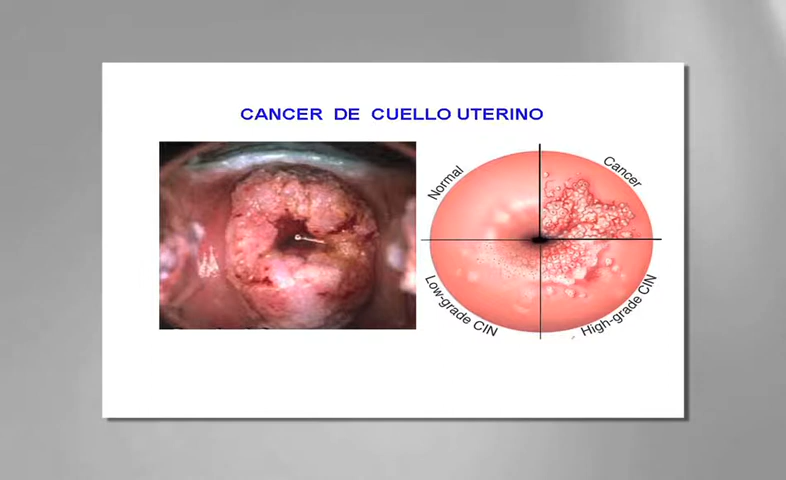 CANCER DE CUELLO UTERINO
Normal
Cancer
Low-grade CIN
High-grade CIN